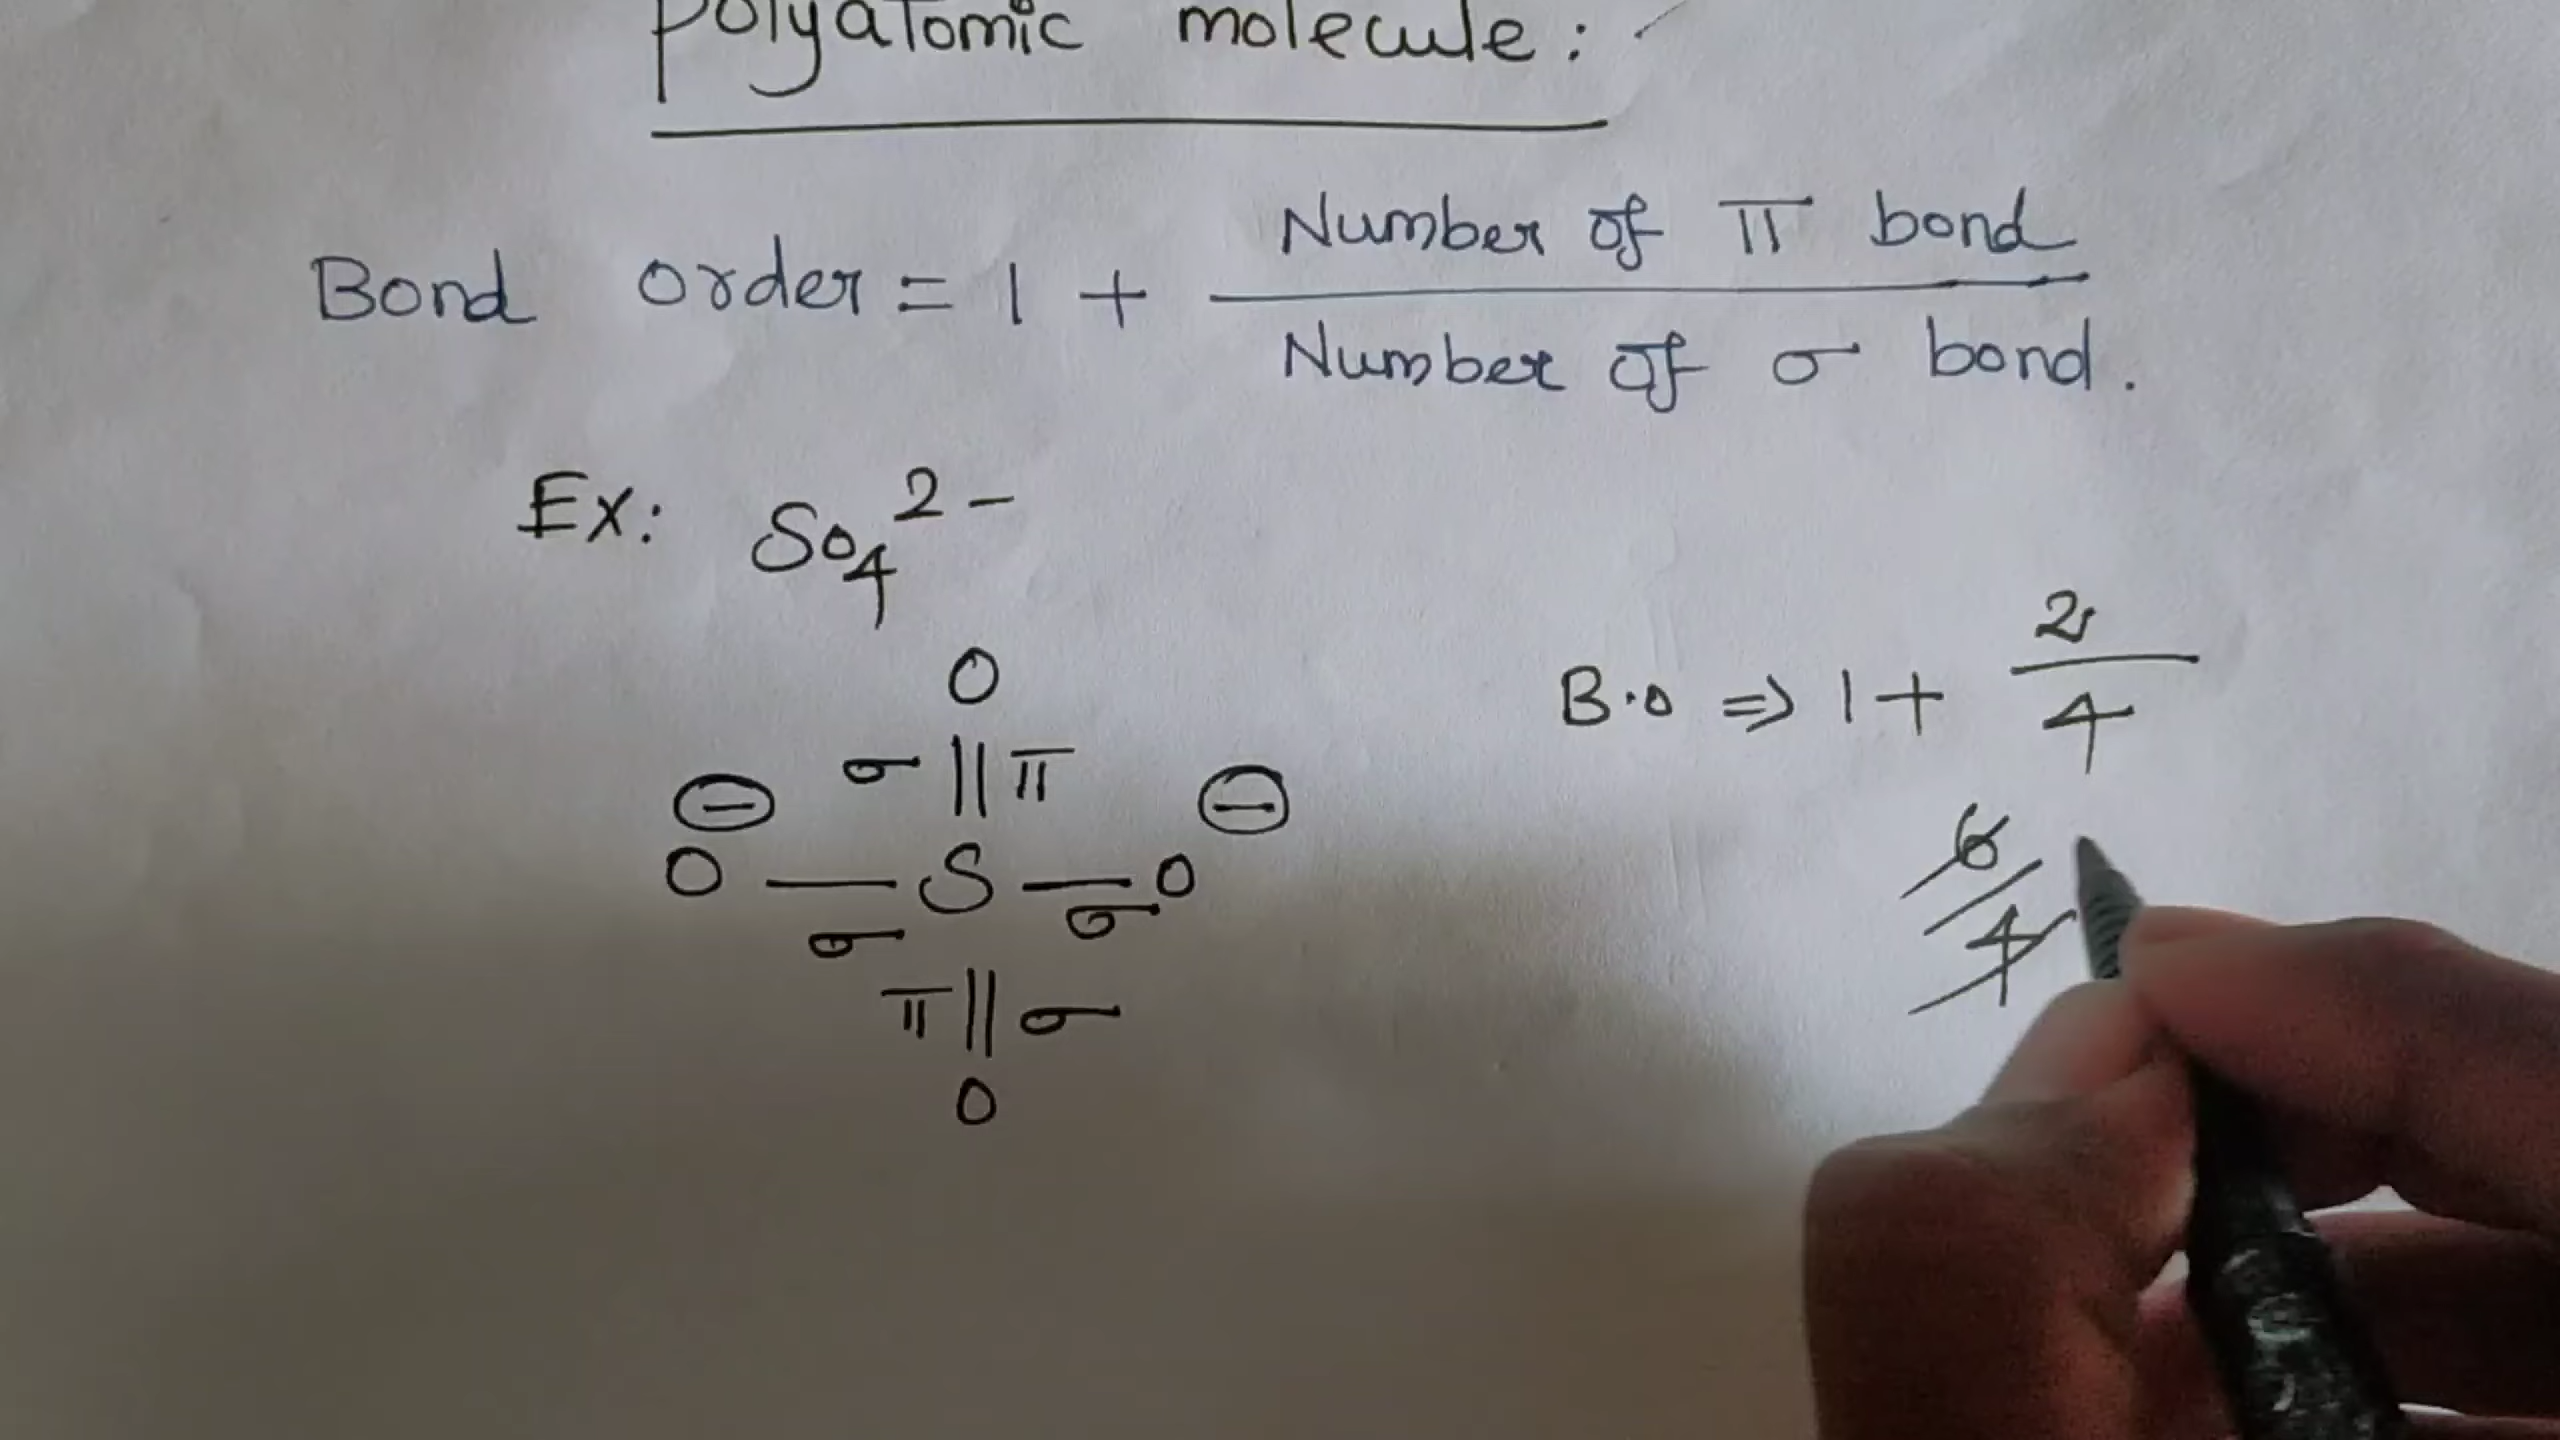 polyatomic molecule:
Bond order = 1 + Number of π bond
Number of σ bond.
Ex: SO4 2-
O
σ || π
⊖ ⊖
O — S — O
σ σ
π || σ
O
B.O ⇒ 1 + 2/4
6/4